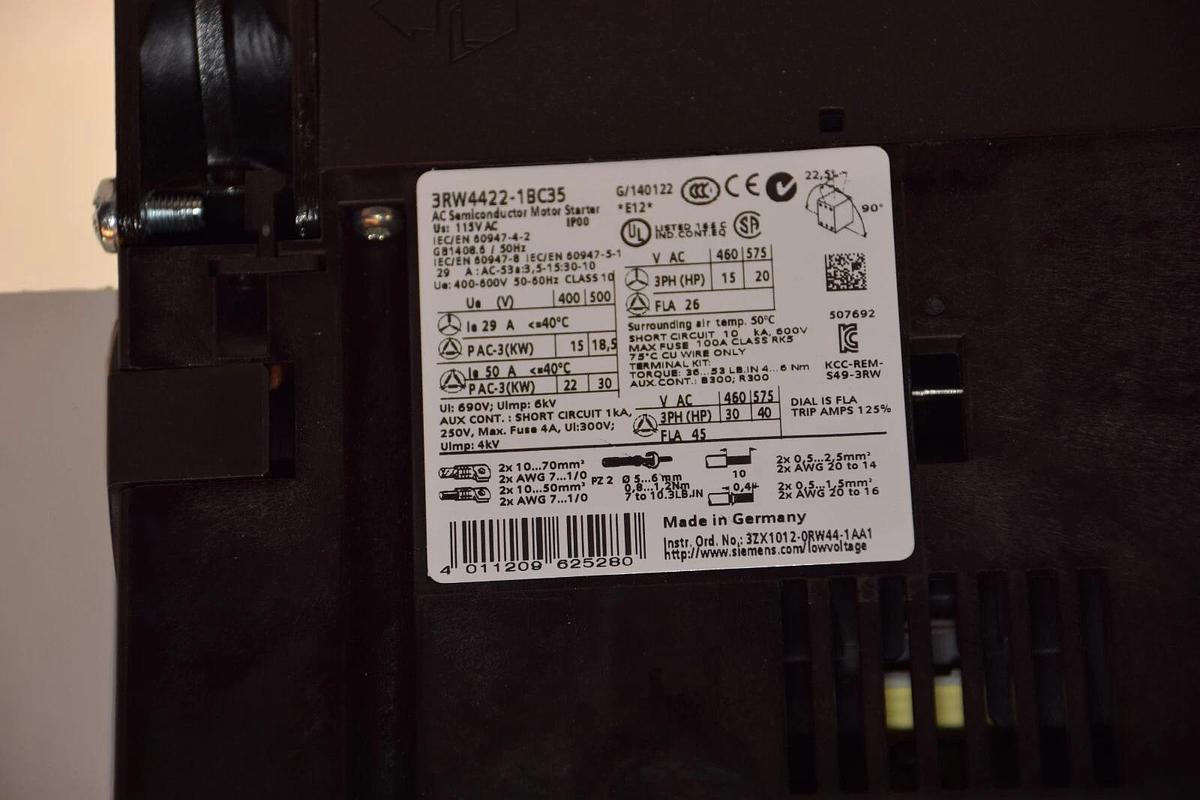 3RW4422-1BC35
G/140122
*E12*
CCC CE
22,5°
90°
AC Semiconductor Motor Starter
Us: 115V AC IP00
IEC/EN 60947-4-2
GB14048.6 / 50Hz
IEC/EN 60947-8 IEC/EN 60947-5-1
29 A : AC-53a:3,5-15:30-10
Ue: 400-600V 50-60Hz CLASS 10
UL LISTED
IND.CONT.EQ
SA
Ue (V) 400 500
Ie 29 A <=40°C
P AC-3(KW) 15 18,5
Ie 50 A <=40°C
P AC-3(KW) 22 30
V AC 460 575
3PH (HP) 15 20
FLA 26
Surrounding air temp. 50°C
SHORT CIRCUIT 10 kA, 600V
MAX FUSE 100A CLASS RK5
75°C CU WIRE ONLY
TERMINAL KIT:
TORQUE: 36...53 LB.IN 4...6 Nm
AUX.CONT.: B300; R300
507692
KCC-REM-
S49-3RW
UI: 690V; UImp: 6kV
AUX CONT. : SHORT CIRCUIT 1kA,
250V, Max. Fuse 4A, UI:300V;
UImp: 4kV
V AC 460 575
3PH (HP) 30 40
FLA 45
DIAL IS FLA
TRIP AMPS 125%
2x 10...70mm²
2x AWG 7...1/0
2x 10...50mm²
2x AWG 7...1/0
PZ 2
Ø 5...6 mm
0,8...1,2Nm
7 to 10.3LB.IN
10
0,4
2x 0,5...2,5mm²
2x AWG 20 to 14
2x 0,5...1,5mm²
2x AWG 20 to 16
Made in Germany
Instr. Ord. No.: 3ZX1012-0RW44-1AA1
http://www.siemens.com/lowvoltage
4 011209 625280